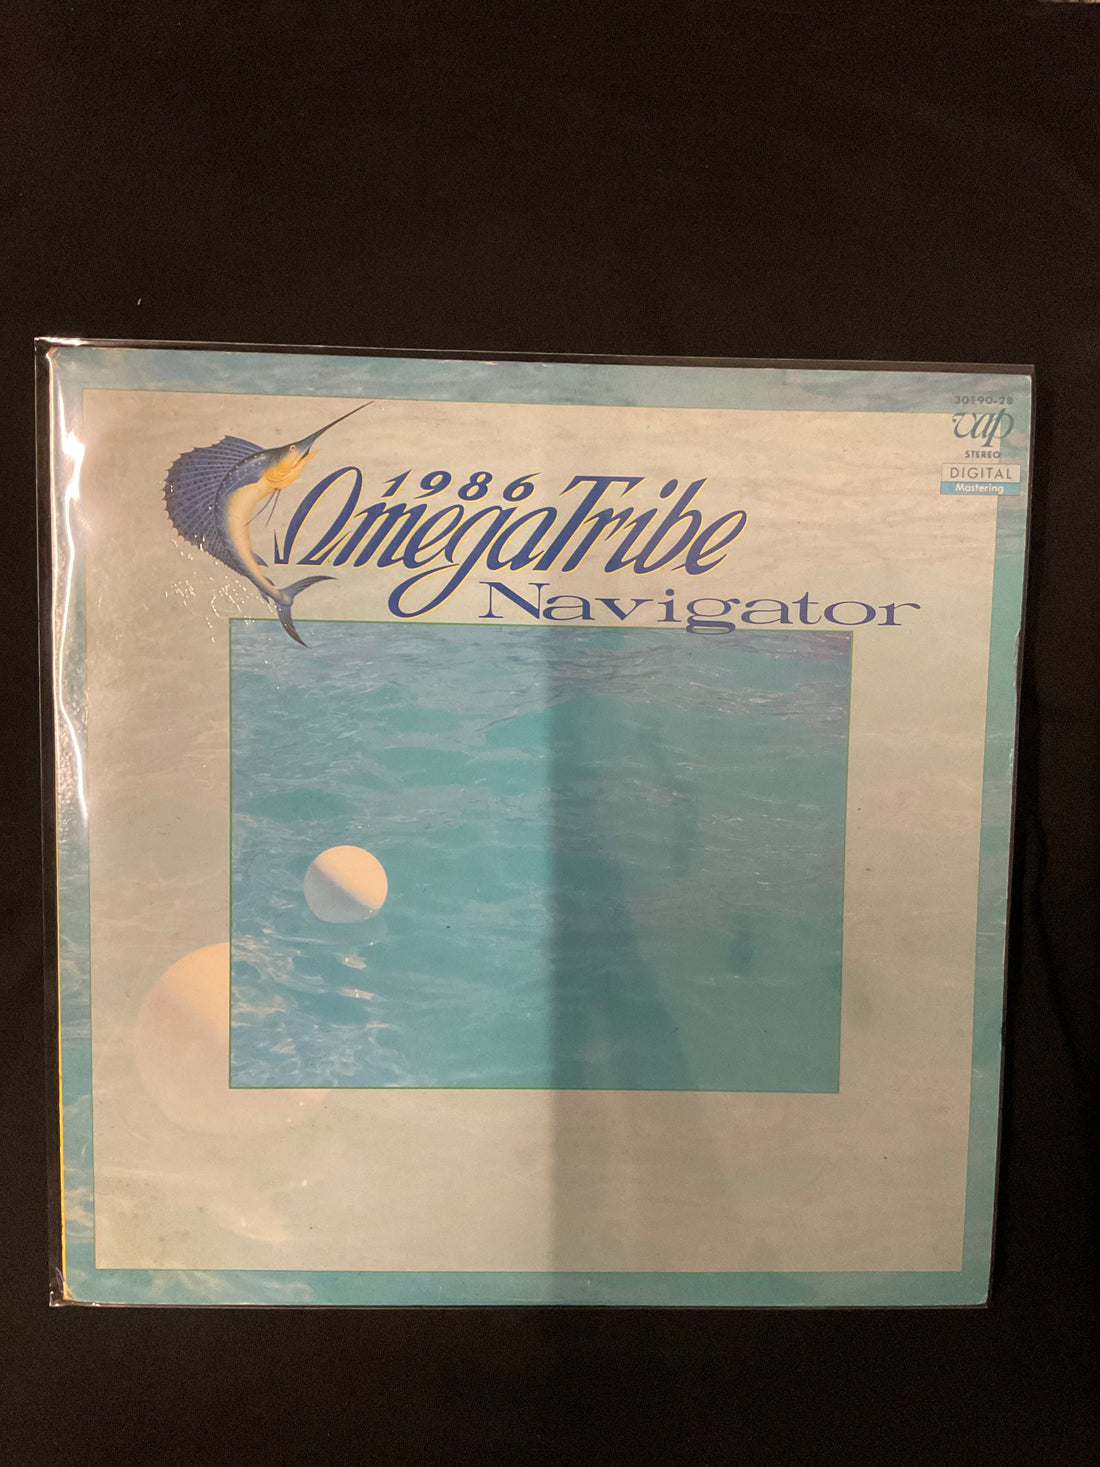 30190-28
vap
STEREO
DIGITAL
Mastering
1986
OmegaTribe
Navigator